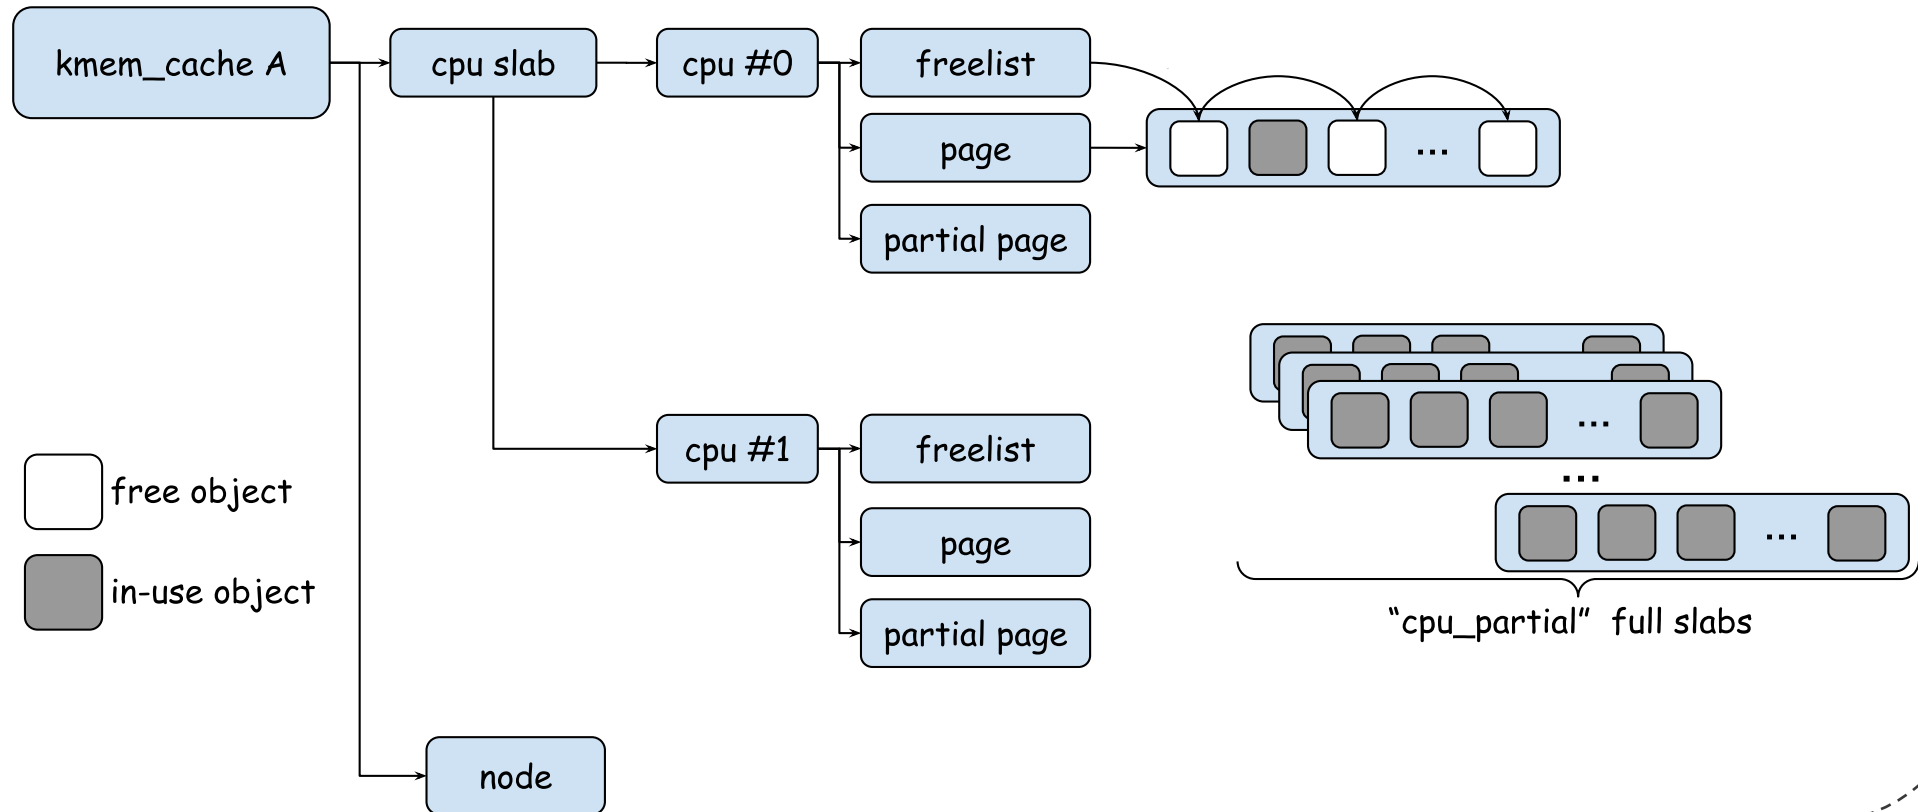 kmem_cache A
cpu slab
cpu #0
freelist
page
...
partial page
...
cpu #1
freelist
...
free object
page
...
in-use object
partial page
“cpu_partial” full slabs
node